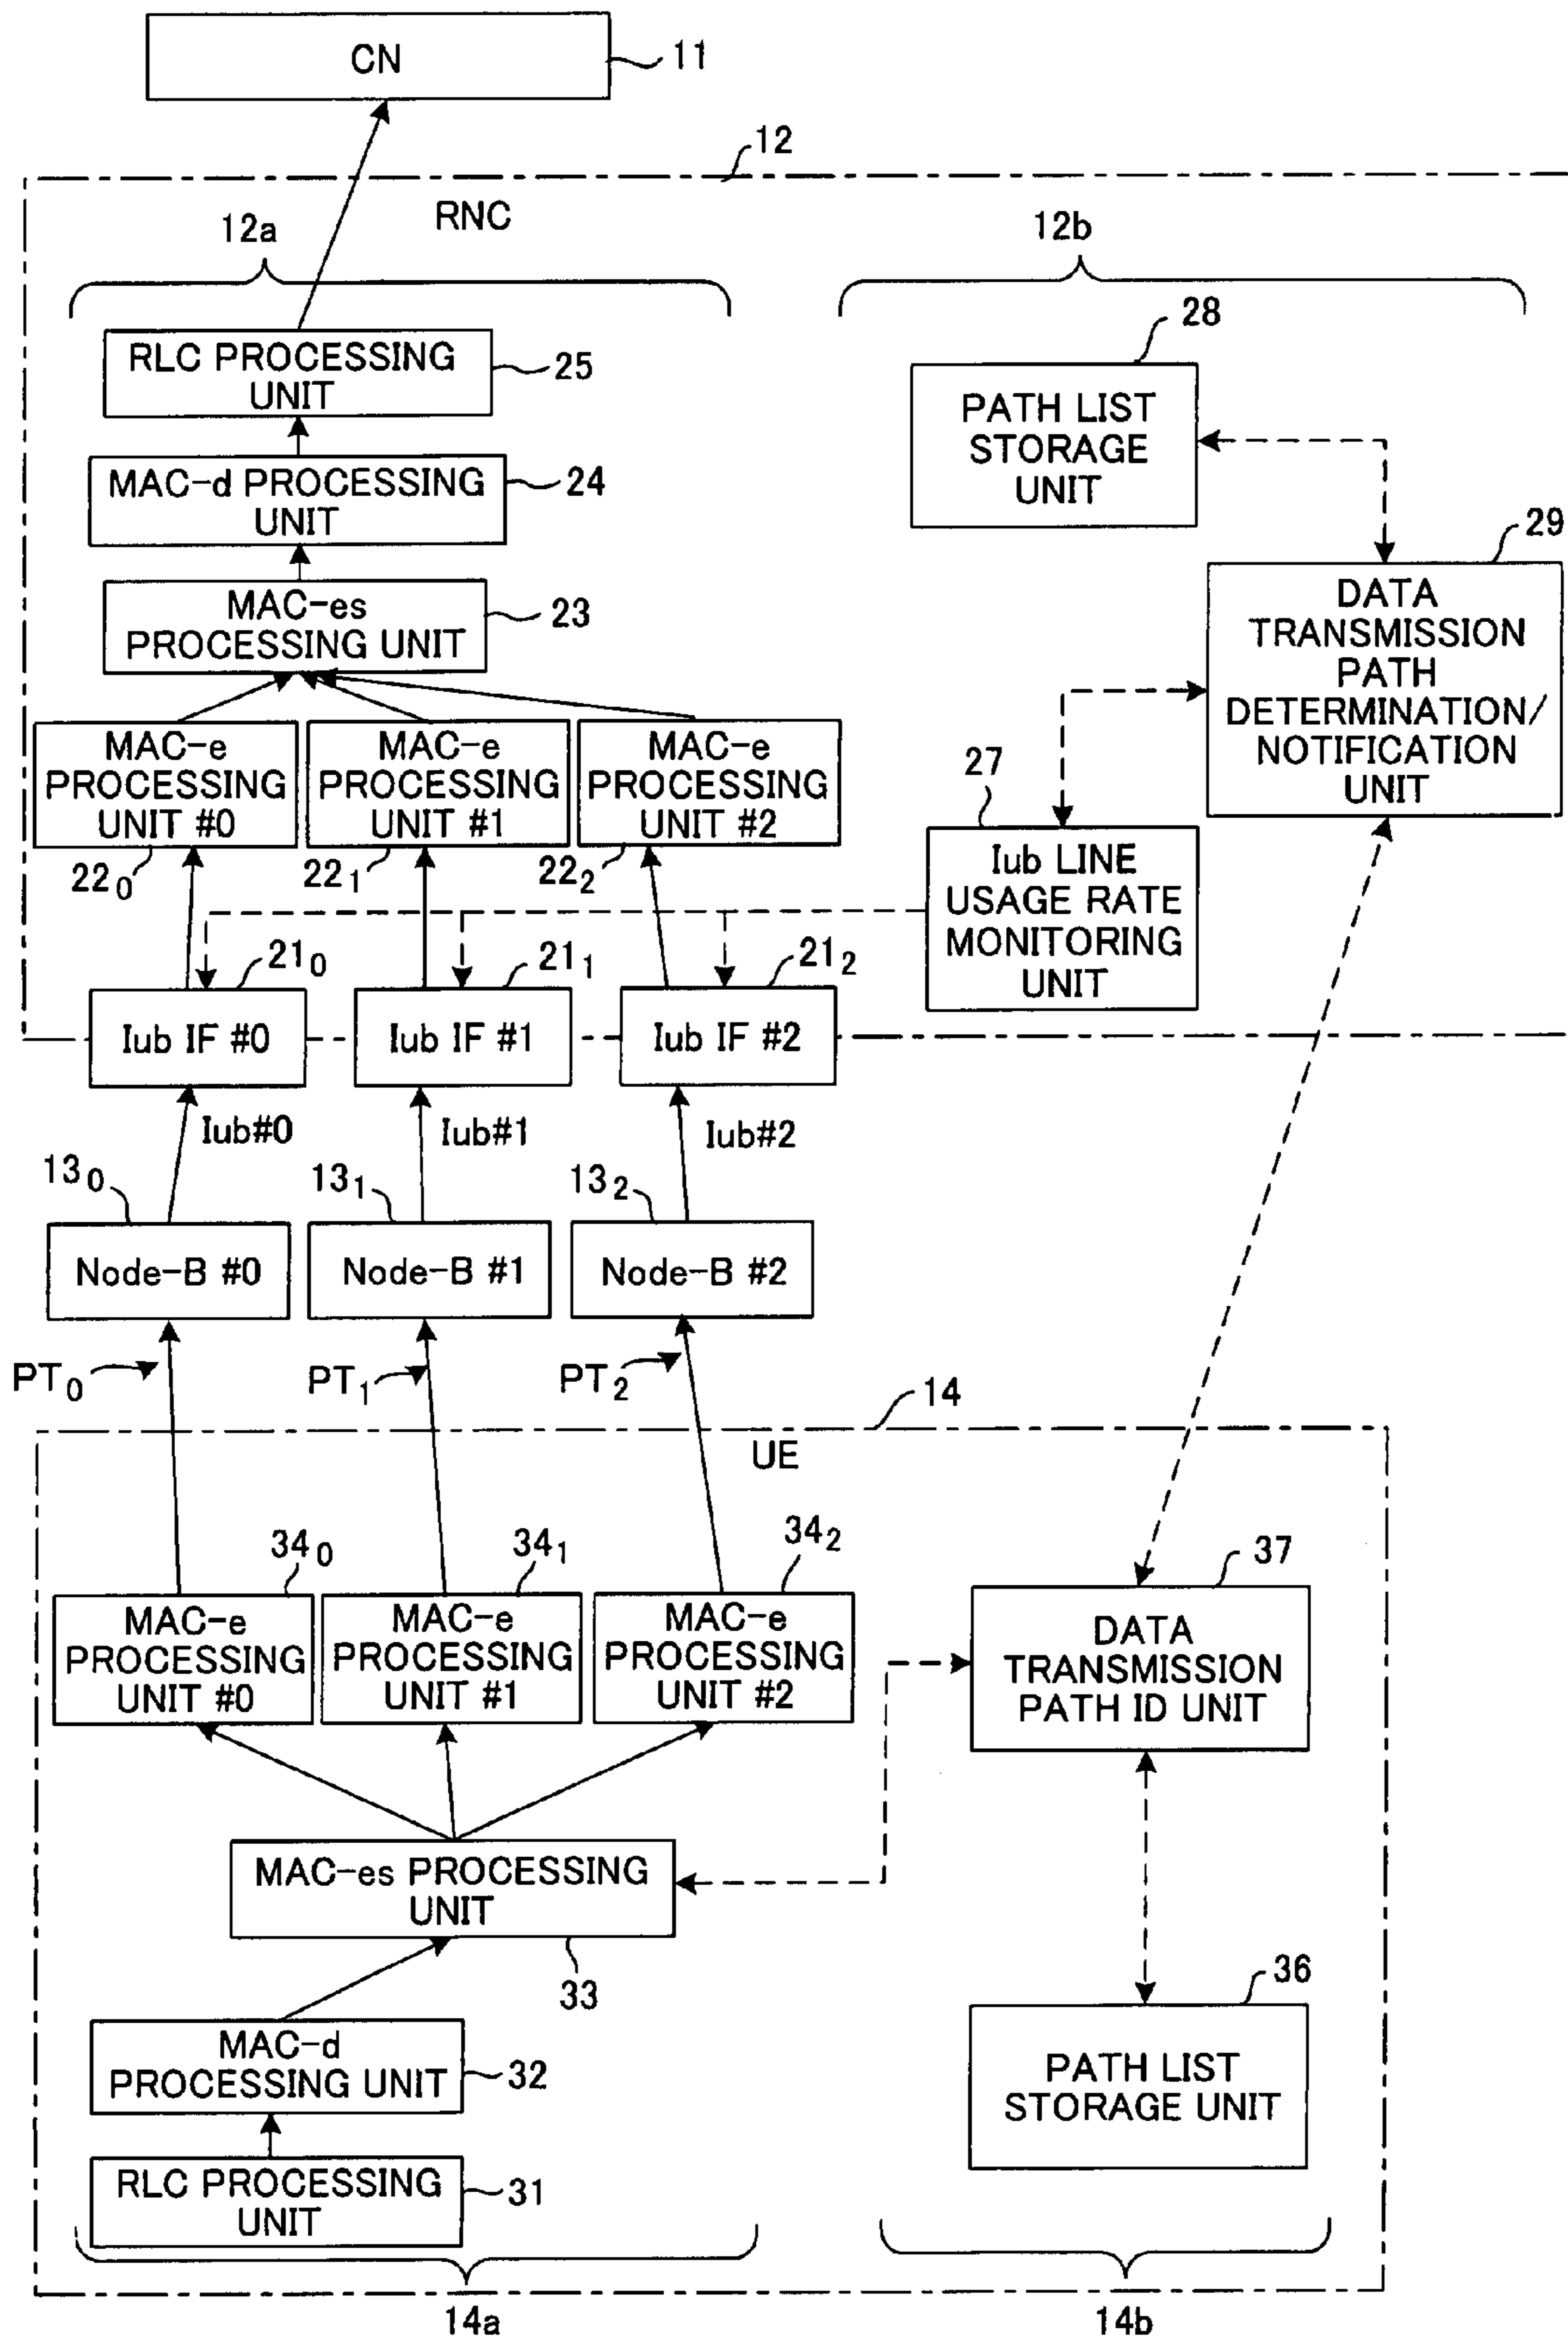 CN
11
12
RNC
12a
12b
RLC PROCESSING
UNIT
25
28
PATH LIST
STORAGE
UNIT
MAC-d PROCESSING
UNIT
24
29
DATA
TRANSMISSION
PATH
DETERMINATION/
NOTIFICATION
UNIT
MAC-es
PROCESSING UNIT
23
MAC-e
PROCESSING
UNIT #0
MAC-e
PROCESSING
UNIT #1
MAC-e
PROCESSING
UNIT #2
22₀
22₁
22₂
27
Iub LINE
USAGE RATE
MONITORING
UNIT
21₀
21₁
21₂
Iub IF #0
Iub IF #1
Iub IF #2
Iub#0
Iub#1
Iub#2
13₀
13₁
13₂
Node-B #0
Node-B #1
Node-B #2
PT₀
PT₁
PT₂
14
UE
34₀
34₁
34₂
37
MAC-e
PROCESSING
UNIT #0
MAC-e
PROCESSING
UNIT #1
MAC-e
PROCESSING
UNIT #2
DATA
TRANSMISSION
PATH ID UNIT
MAC-es PROCESSING
UNIT
33
36
MAC-d
PROCESSING UNIT
32
PATH LIST
STORAGE UNIT
RLC PROCESSING
UNIT
31
14a
14b